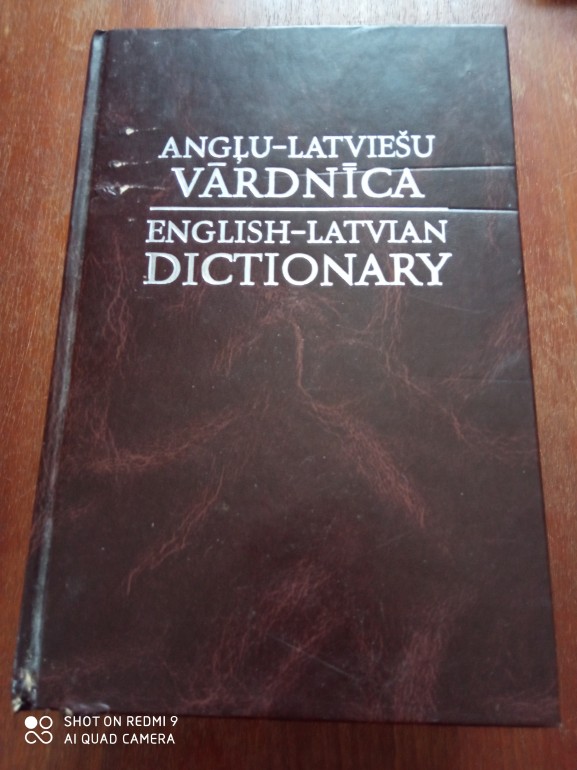 ANGĻU–LATVIEŠU
VĀRDNĪCA
ENGLISH–LATVIAN
DICTIONARY
SHOT ON REDMI 9
AI QUAD CAMERA